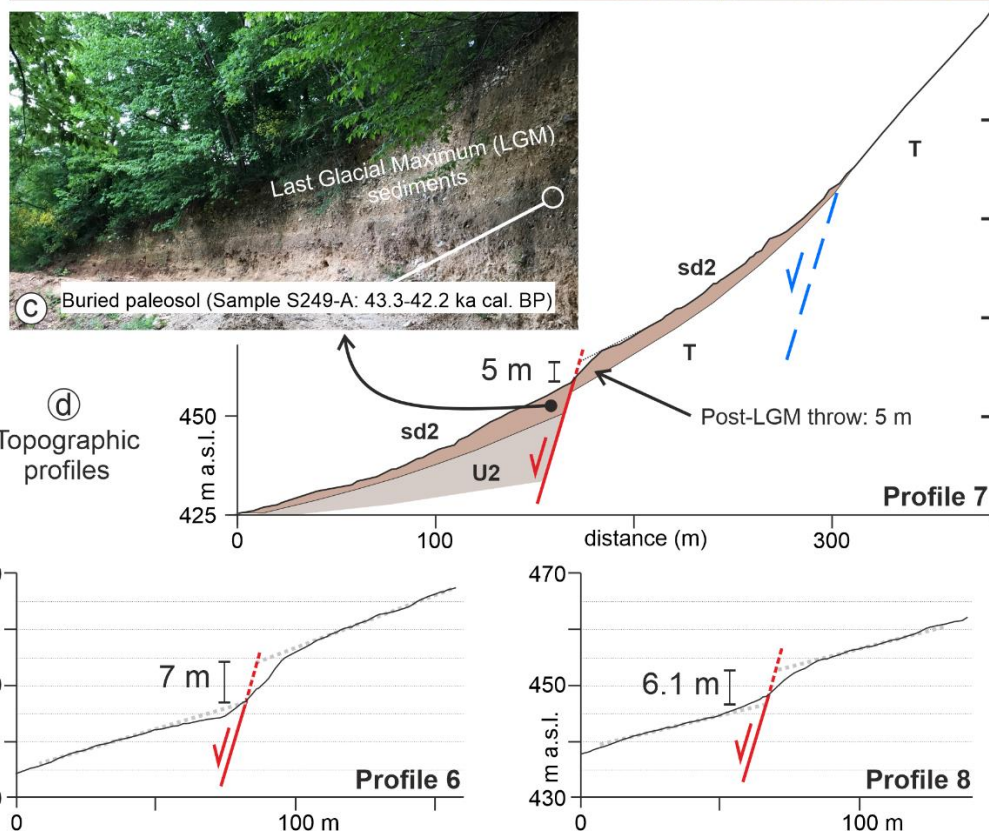 Last Glacial Maximum (LGM)
sediments
c
Buried paleosol (Sample S249-A: 43.3-42.2 ka cal. BP)
T
sd2
T
5 m
d
Topographic
profiles
Post-LGM throw: 5 m
450
sd2
m a.s.l.
U2
Profile 7
425
0
100
distance (m)
300
7 m
Profile 6
0
100 m
470
6.1 m
450
m a.s.l.
Profile 8
430
0
100 m